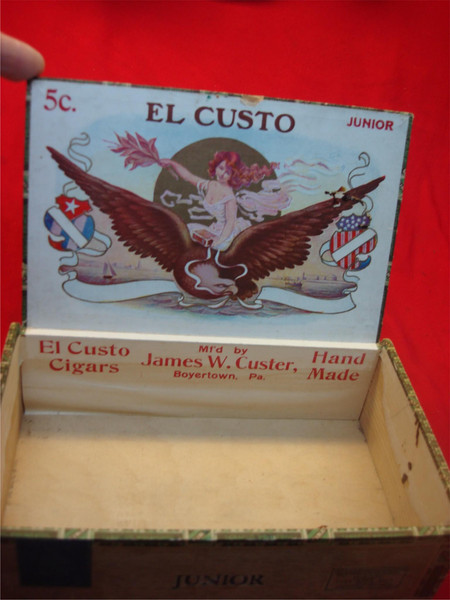 5c.
EL CUSTO
JUNIOR
El Custo
Cigars
Mf'd by
James W. Custer,
Boyertown, Pa.
Hand
Made
JUNIOR